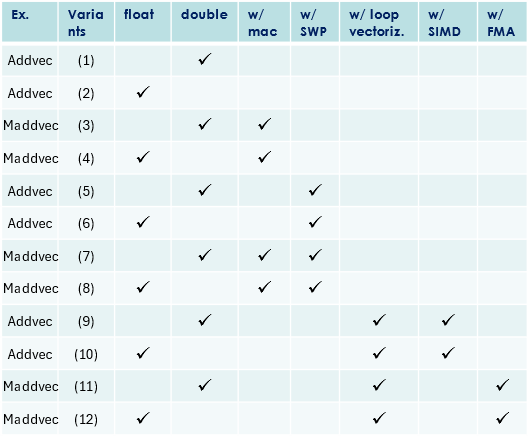 Ex. Varia nts float double w/ mac w/ SWP w/ loop vectoriz. w/ SIMD w/ FMA
Addvec (1) ✓
Addvec (2) ✓
Maddvec (3) ✓ ✓
Maddvec (4) ✓ ✓
Addvec (5) ✓ ✓
Addvec (6) ✓ ✓
Maddvec (7) ✓ ✓ ✓
Maddvec (8) ✓ ✓ ✓
Addvec (9) ✓ ✓ ✓
Addvec (10) ✓ ✓ ✓
Maddvec (11) ✓ ✓ ✓
Maddvec (12) ✓ ✓ ✓